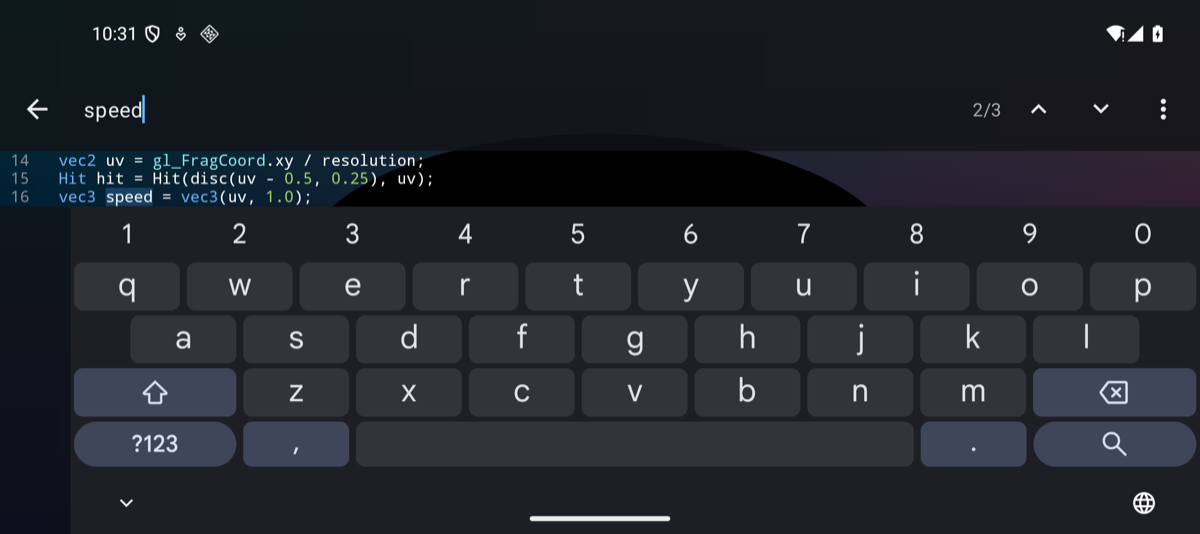 10:31
speed
2/3
14 vec2 uv = gl_FragCoord.xy / resolution;
15 Hit hit = Hit(disc(uv - 0.5, 0.25), uv);
16 vec3 speed = vec3(uv, 1.0);
1 2 3 4 5 6 7 8 9 0
q w e r t y u i o p
a s d f g h j k l
z x c v b n m
?123 , .